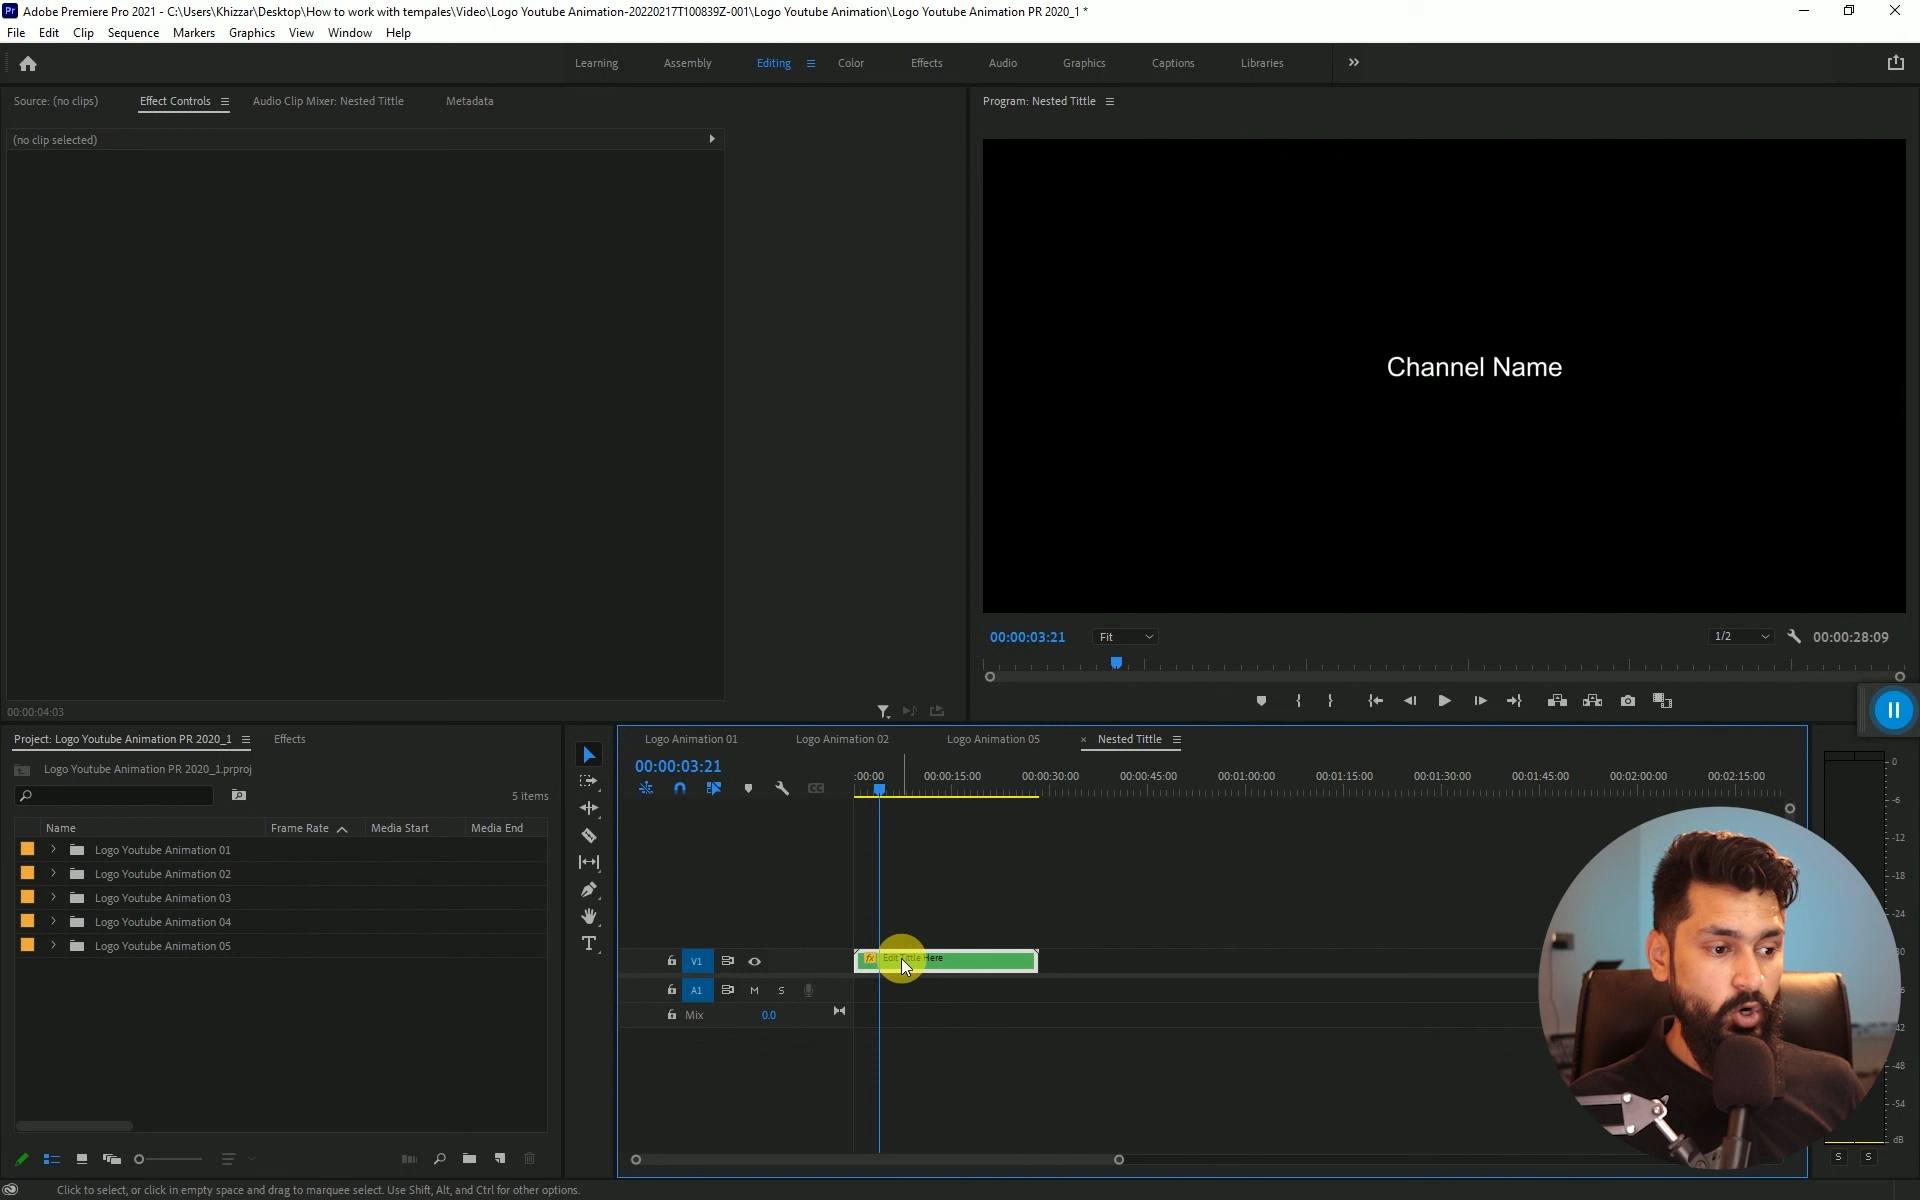 Adobe Premiere Pro 2021 - C:\Users\Khizzar\Desktop\How to work with tempales\Video\Logo Youtube Animation-20220217T100839Z-001\Logo Youtube Animation\Logo Youtube Animation PR 2020_1 *
File Edit Clip Sequence Markers Graphics View Window Help
Learning Assembly Editing Color Effects Audio Graphics Captions Libraries
Source: (no clips) Effect Controls Audio Clip Mixer: Nested Tittle Metadata
Program: Nested Tittle
(no clip selected)
Channel Name
00:00:03:21 Fit 1/2 00:00:28:09
00:00:04:03
Project: Logo Youtube Animation PR 2020_1 Effects
Logo Animation 01 Logo Animation 02 Logo Animation 05 × Nested Tittle
Logo Youtube Animation PR 2020_1.prproj
00:00:03:21
5 items
:00:00 00:00:15:00 00:00:30:00 00:00:45:00 00:01:00:00 00:01:15:00 00:01:30:00 00:01:45:00 00:02:00:00 00:02:15:00
Name Frame Rate Media Start Media End
Logo Youtube Animation 01
Logo Youtube Animation 02
Logo Youtube Animation 03
Logo Youtube Animation 04
Logo Youtube Animation 05
V1 fx Edit Tittle Here
A1 M S
Mix 0.0
0
-6
-12
-18
-24
30
42
-48
-54
dB
S S
Click to select, or click in empty space and drag to marquee select. Use Shift, Alt, and Ctrl for other options.